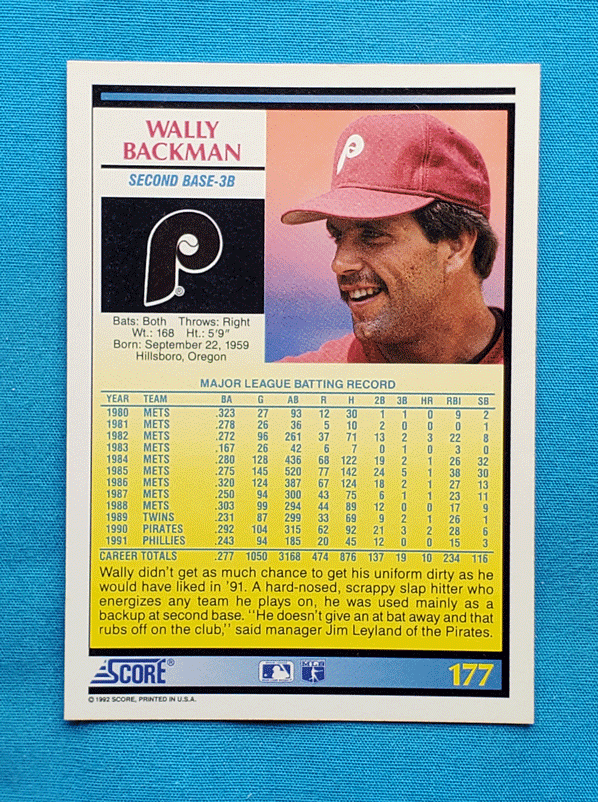 WALLY
BACKMAN
SECOND BASE-3B
P
P
®
Bats: Both Throws: Right
Wt.: 168 Ht.: 5'9"
Born: September 22, 1959
Hillsboro, Oregon
MAJOR LEAGUE BATTING RECORD
YEAR TEAM BA G AB R H 2B 3B HR RBI SB
1980 METS .323 27 93 12 30 1 1 0 9 2
1981 METS .278 26 36 5 10 2 0 0 0 1
1982 METS .272 96 261 37 71 13 2 3 22 8
1983 METS .167 26 42 6 7 0 1 0 3 0
1984 METS .280 128 436 68 122 19 2 1 26 32
1985 METS .275 145 520 77 142 24 5 1 38 30
1986 METS .320 124 387 67 124 18 2 1 27 13
1987 METS .250 94 300 43 75 6 1 1 23 11
1988 METS .303 99 294 44 89 12 0 0 17 9
1989 TWINS .231 87 299 33 69 9 2 1 26 1
1990 PIRATES .292 104 315 62 92 21 3 2 28 6
1991 PHILLIES .243 94 185 20 45 12 0 0 15 3
CAREER TOTALS .277 1050 3168 474 876 137 19 10 234 116
Wally didn't get as much chance to get his uniform dirty as he
would have liked in '91. A hard-nosed, scrappy slap hitter who
energizes any team he plays on, he was used mainly as a
backup at second base. "He doesn't give an at bat away and that
rubs off on the club," said manager Jim Leyland of the Pirates.
SCORE® 177
© 1992 SCORE, PRINTED IN U.S.A.